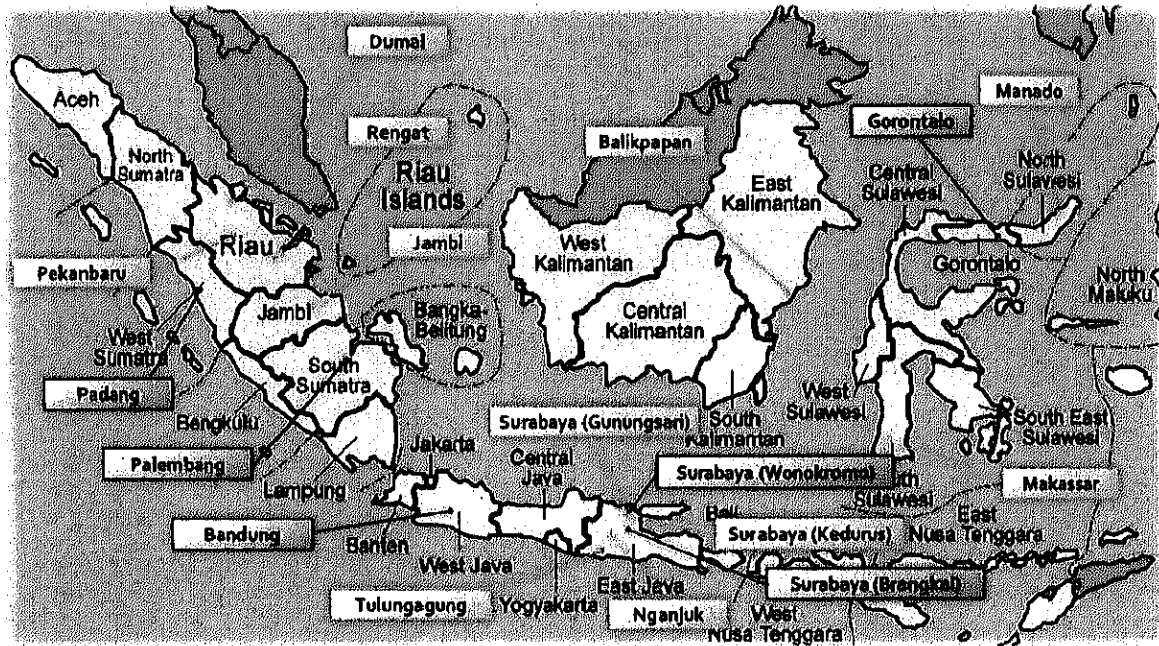 Dumai
Aceh
Manado
Rengat
Gorontalo
Balikpapan
North
Sumatra
Riau
Islands
East
Kalimantan
Central
Sulawesi
North
Sulawesi
Riau
Jambi
West
Kalimantan
Gorontalo
Pekanbaru
North
Maluku
Jambi
Bangka-
Belitung
Central
Kalimantan
West
Sumatra
South
Sumatra
Padang
West
Sulawesi
Bengkulu
Surabaya (Gunungsari)
South
Kalimantan
South East
Sulawesi
Jakarta
Palembang
Central
Java
Surabaya (Wonokromo)
Lampung
South
Sulawesi
Makassar
Bali
Bandung
Surabaya (Kedurus)
East
Nusa Tenggara
Banten
West Java
East Java
Surabaya (Brangkal)
Tulungagung
Yogyakarta
Nganjuk
West
Nusa Tenggara